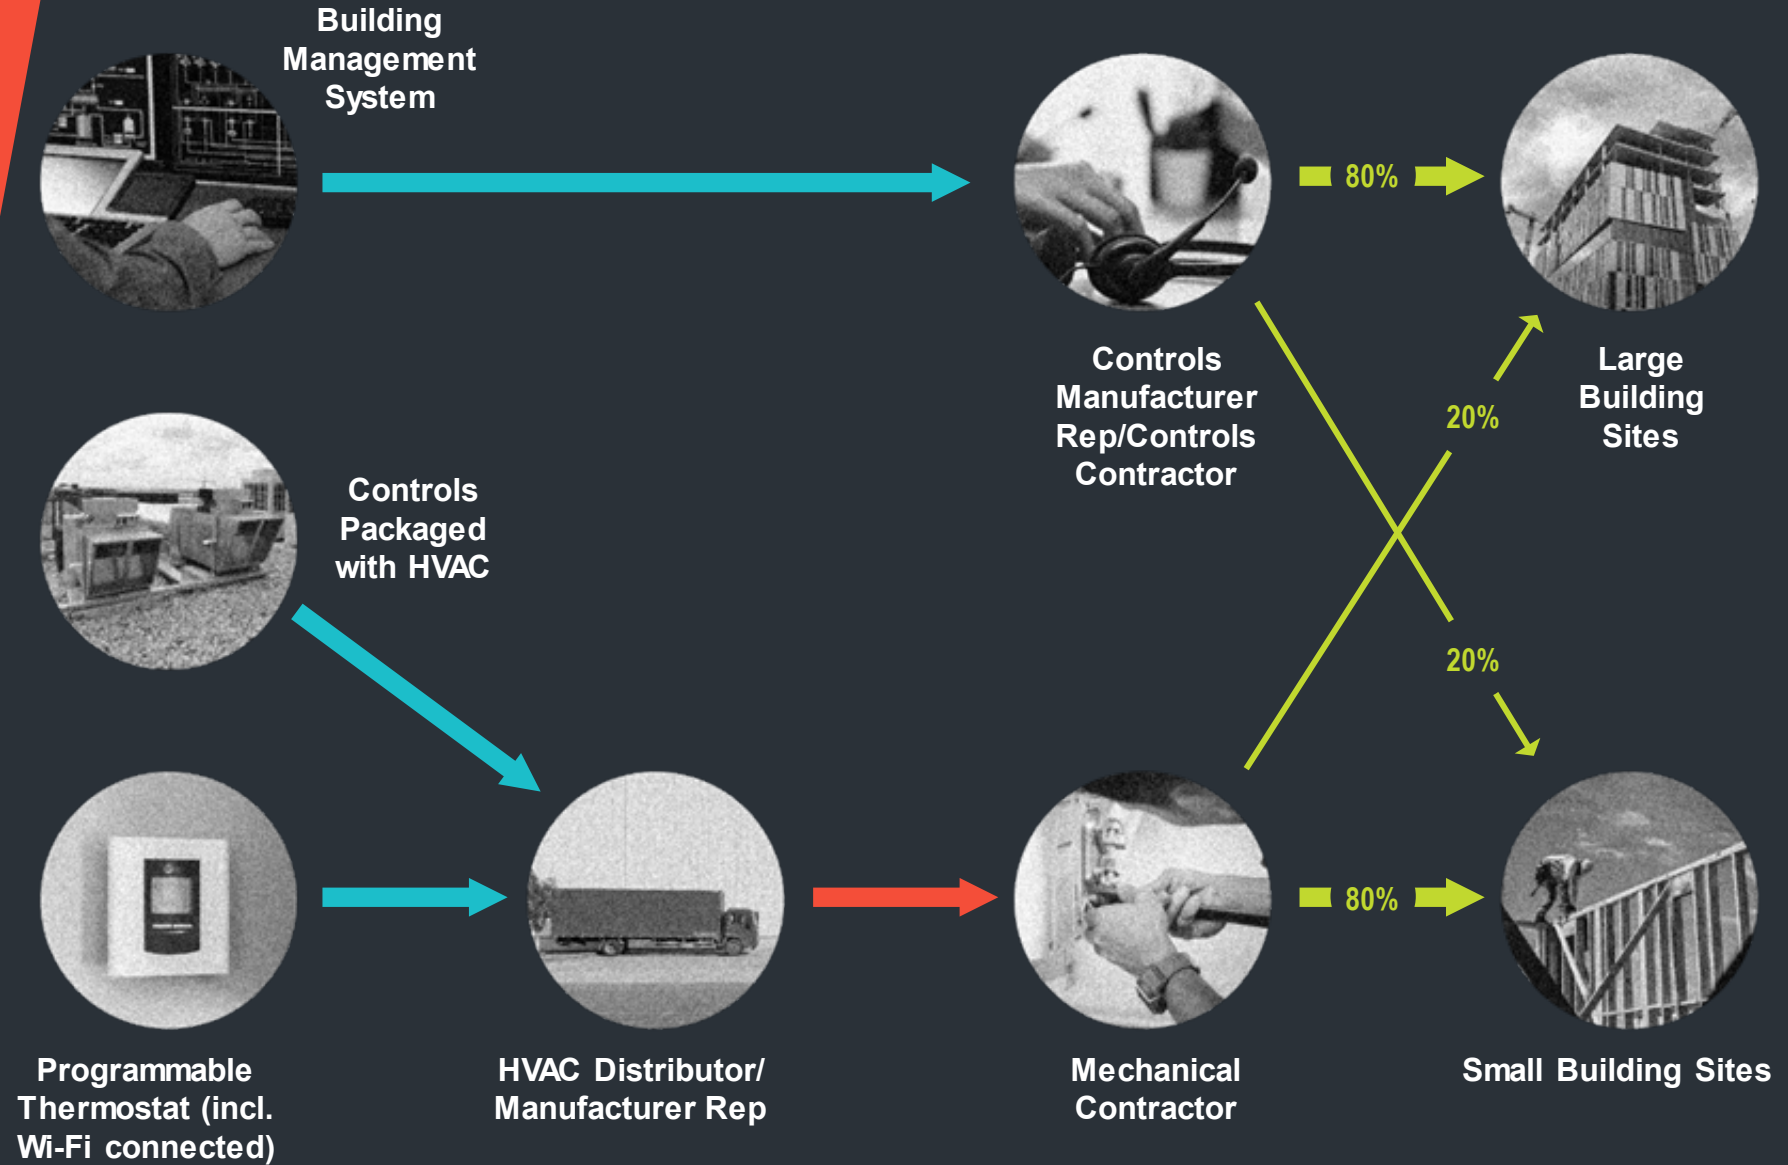 Building
Management
System
80%
Controls
Manufacturer
Rep/Controls
Contractor
Large
Building
Sites
20%
Controls
Packaged
with HVAC
20%
80%
Programmable
Thermostat (incl.
Wi-Fi connected)
HVAC Distributor/
Manufacturer Rep
Mechanical
Contractor
Small Building Sites